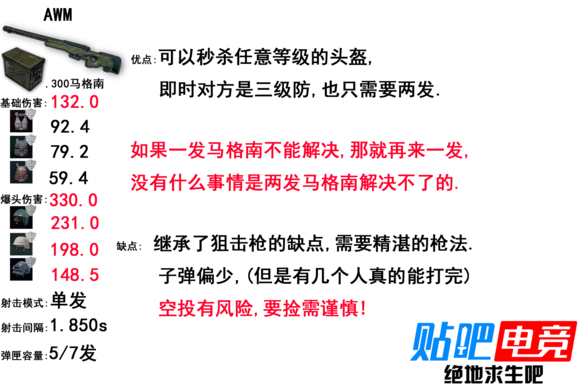 AWM
.300马格南
基础伤害:132.0
92.4
79.2
59.4
爆头伤害:330.0
231.0
198.0
148.5
射击模式:单发
射击间隔:1.850s
弹匣容量:5/7发
优点:可以秒杀任意等级的头盔,
即时对方是三级防,也只需要两发.
如果一发马格南不能解决,那就再来一发,
没有什么事情是两发马格南解决不了的.
缺点: 继承了狙击枪的缺点,需要精湛的枪法.
子弹偏少,(但是有几个人真的能打完)
空投有风险,要捡需谨慎!
贴吧电竞
绝地求生吧